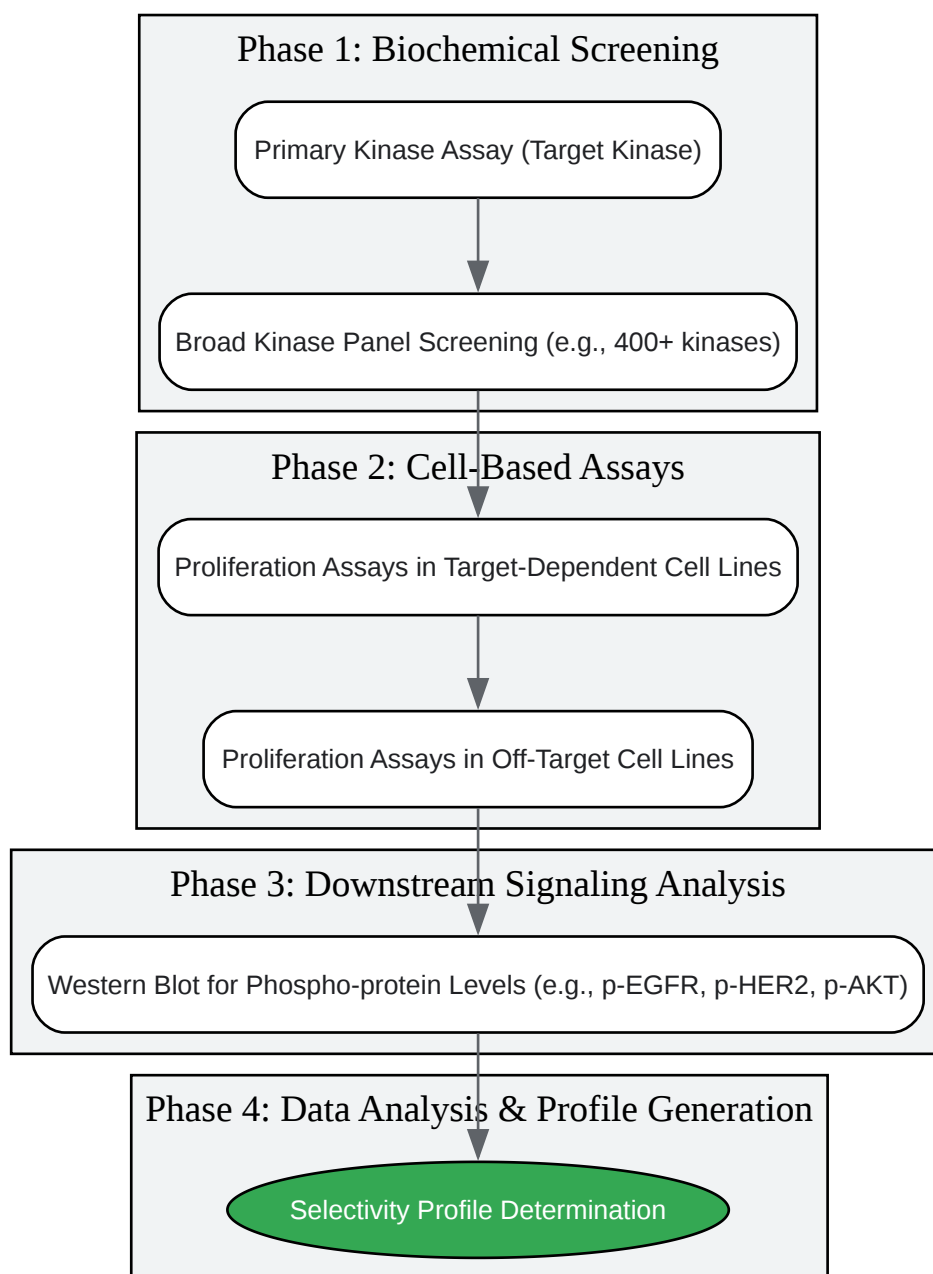 Phase 1: Biochemical Screening
Primary Kinase Assay (Target Kinase)
Broad Kinase Panel Screening (e.g., 400+ kinases)
Phase 2: Cell-Based Assays
Proliferation Assays in Target-Dependent Cell Lines
Proliferation Assays in Off-Target Cell Lines
Phase 3: Downstream Signaling Analysis
Western Blot for Phospho-protein Levels (e.g., p-EGFR, p-HER2, p-AKT)
Phase 4: Data Analysis & Profile Generation
Selectivity Profile Determination